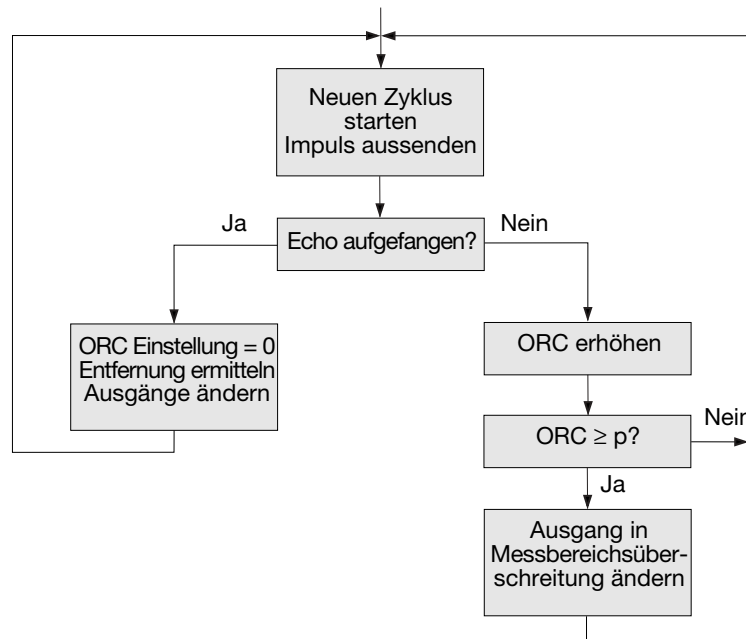 Neuen Zyklus
starten
Impuls aussenden
Ja
Echo aufgefangen?
Nein
ORC Einstellung = 0
Entfernung ermitteln
Ausgänge ändern
ORC erhöhen
ORC ≥ p?
Nein
Ja
Ausgang in
Messbereichsüber-
schreitung ändern